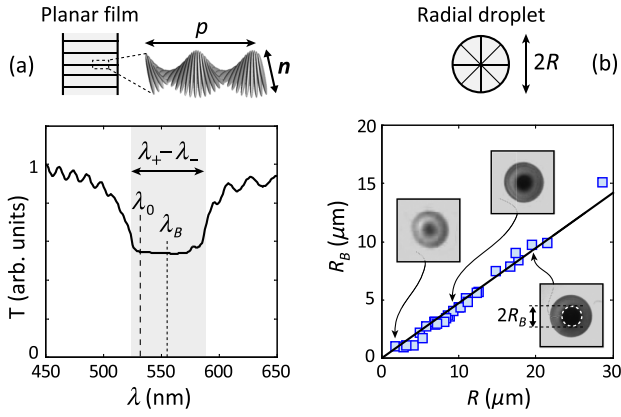 Planar film
Radial droplet
(a)
p
n
2R
(b)
T (arb. units)
1
0
λ₊−λ₋
λ₀
λ_B
450 500 550 600 650
λ (nm)
R_B (μm)
20
15
10
5
0
2R_B
0 10 20 30
R (μm)